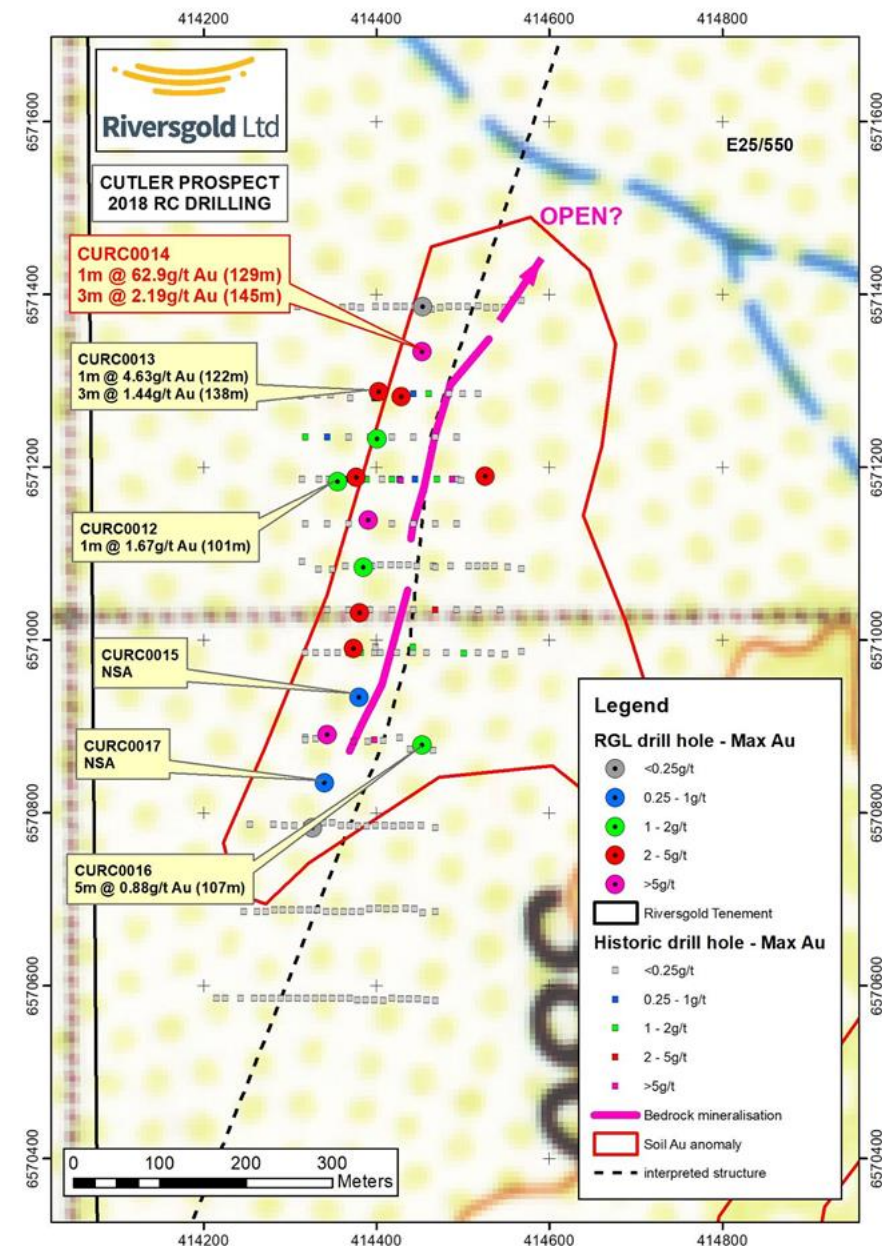 414200 414400 414600 414800
6571600
6571400
6571200
6571000
6570800
6570600
6570400
Riversgold Ltd
CUTLER PROSPECT
2018 RC DRILLING
E25/550
OPEN?
CURC0014
1m @ 62.9g/t Au (129m)
3m @ 2.19g/t Au (145m)
CURC0013
1m @ 4.63g/t Au (122m)
3m @ 1.44g/t Au (138m)
CURC0012
1m @ 1.67g/t Au (101m)
CURC0015
NSA
CURC0017
NSA
CURC0016
5m @ 0.88g/t Au (107m)
Legend
RGL drill hole - Max Au
<0.25g/t
0.25 - 1g/t
1 - 2g/t
2 - 5g/t
>5g/t
Riversgold Tenement
Historic drill hole - Max Au
<0.25g/t
0.25 - 1g/t
1 - 2g/t
2 - 5g/t
>5g/t
Bedrock mineralisation
Soil Au anomaly
interpreted structure
0 100 200 300
Meters
6571600
6571400
6571200
6571000
6570800
6570600
6570400
414200 414400 414600 414800